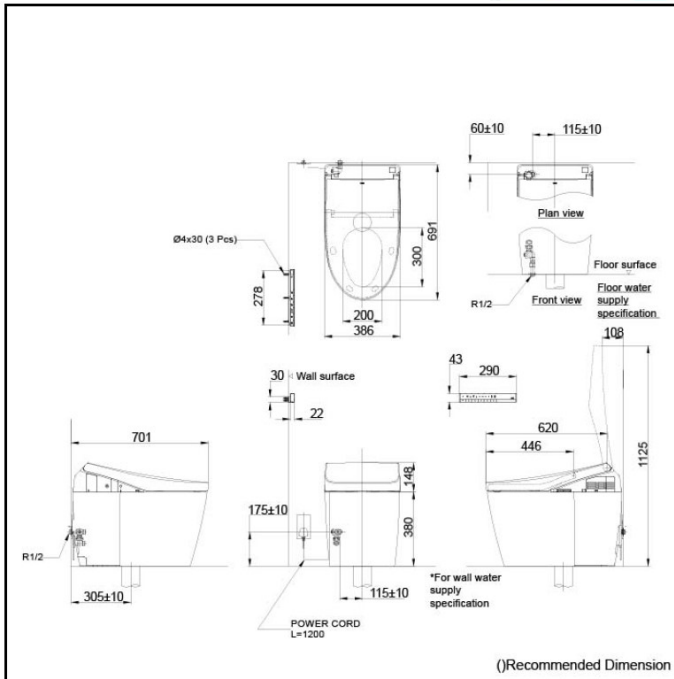 60±10
115±10
Plan view
Ø4x30 (3 Pcs)
691
300
278
200
386
Floor surface
R1/2
Front view
Floor water
supply
specification
108
30
Wall surface
22
43
290
701
620
446
1125
148
175±10
380
R1/2
305±10
115±10
*For wall water
supply
specification
POWER CORD
L=1200
()Recommended Dimension